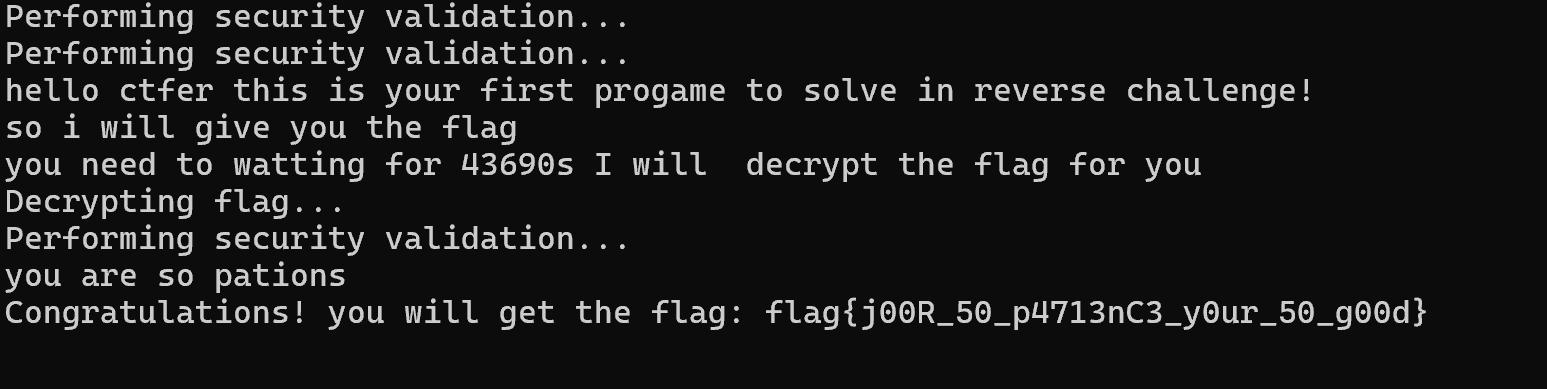 Performing security validation...
Performing security validation...
hello ctfer this is your first progame to solve in reverse challenge!
so i will give you the flag
you need to watting for 43690s I will  decrypt the flag for you
Decrypting flag...
Performing security validation...
you are so pations
Congratulations! you will get the flag: flag{j00R_50_p4713nC3_y0ur_50_g00d}